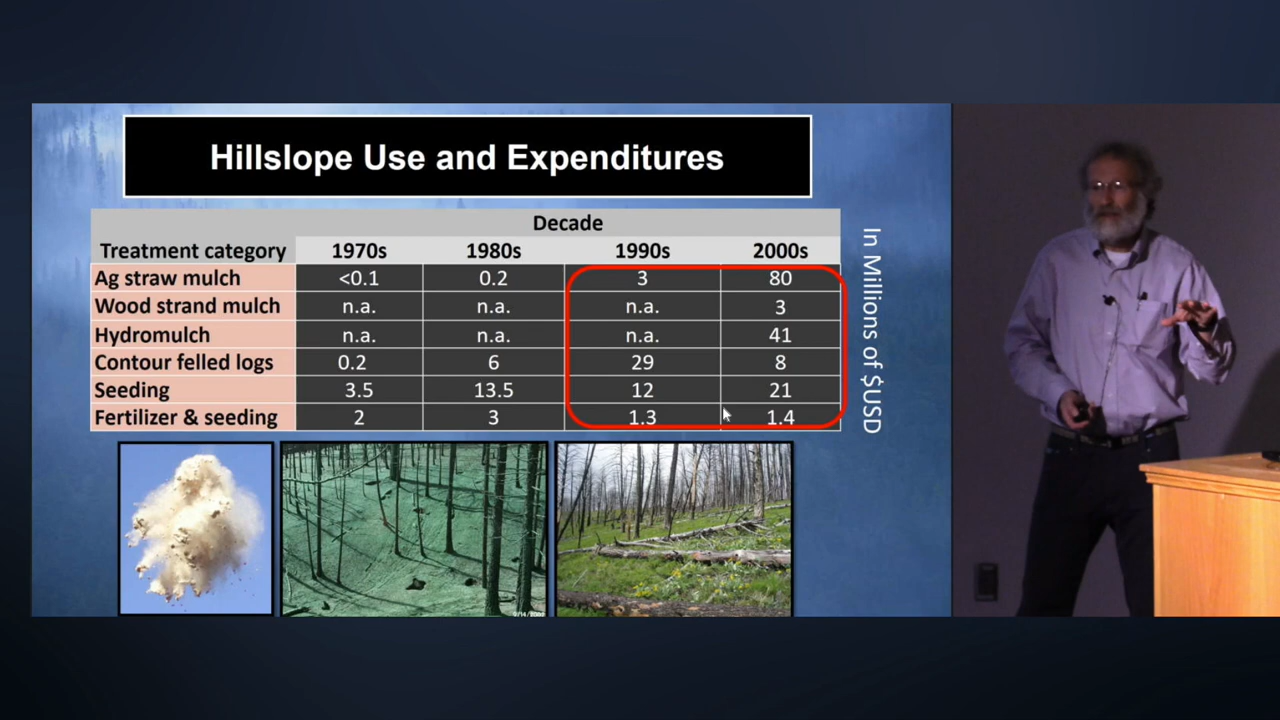 Hillslope Use and Expenditures
Decade
Treatment category 1970s 1980s 1990s 2000s
Ag straw mulch <0.1 0.2 3 80
Wood strand mulch n.a. n.a. n.a. 3
Hydromulch n.a. n.a. n.a. 41
Contour felled logs 0.2 6 29 8
Seeding 3.5 13.5 12 21
Fertilizer & seeding 2 3 1.3 1.4
In Millions of $USD